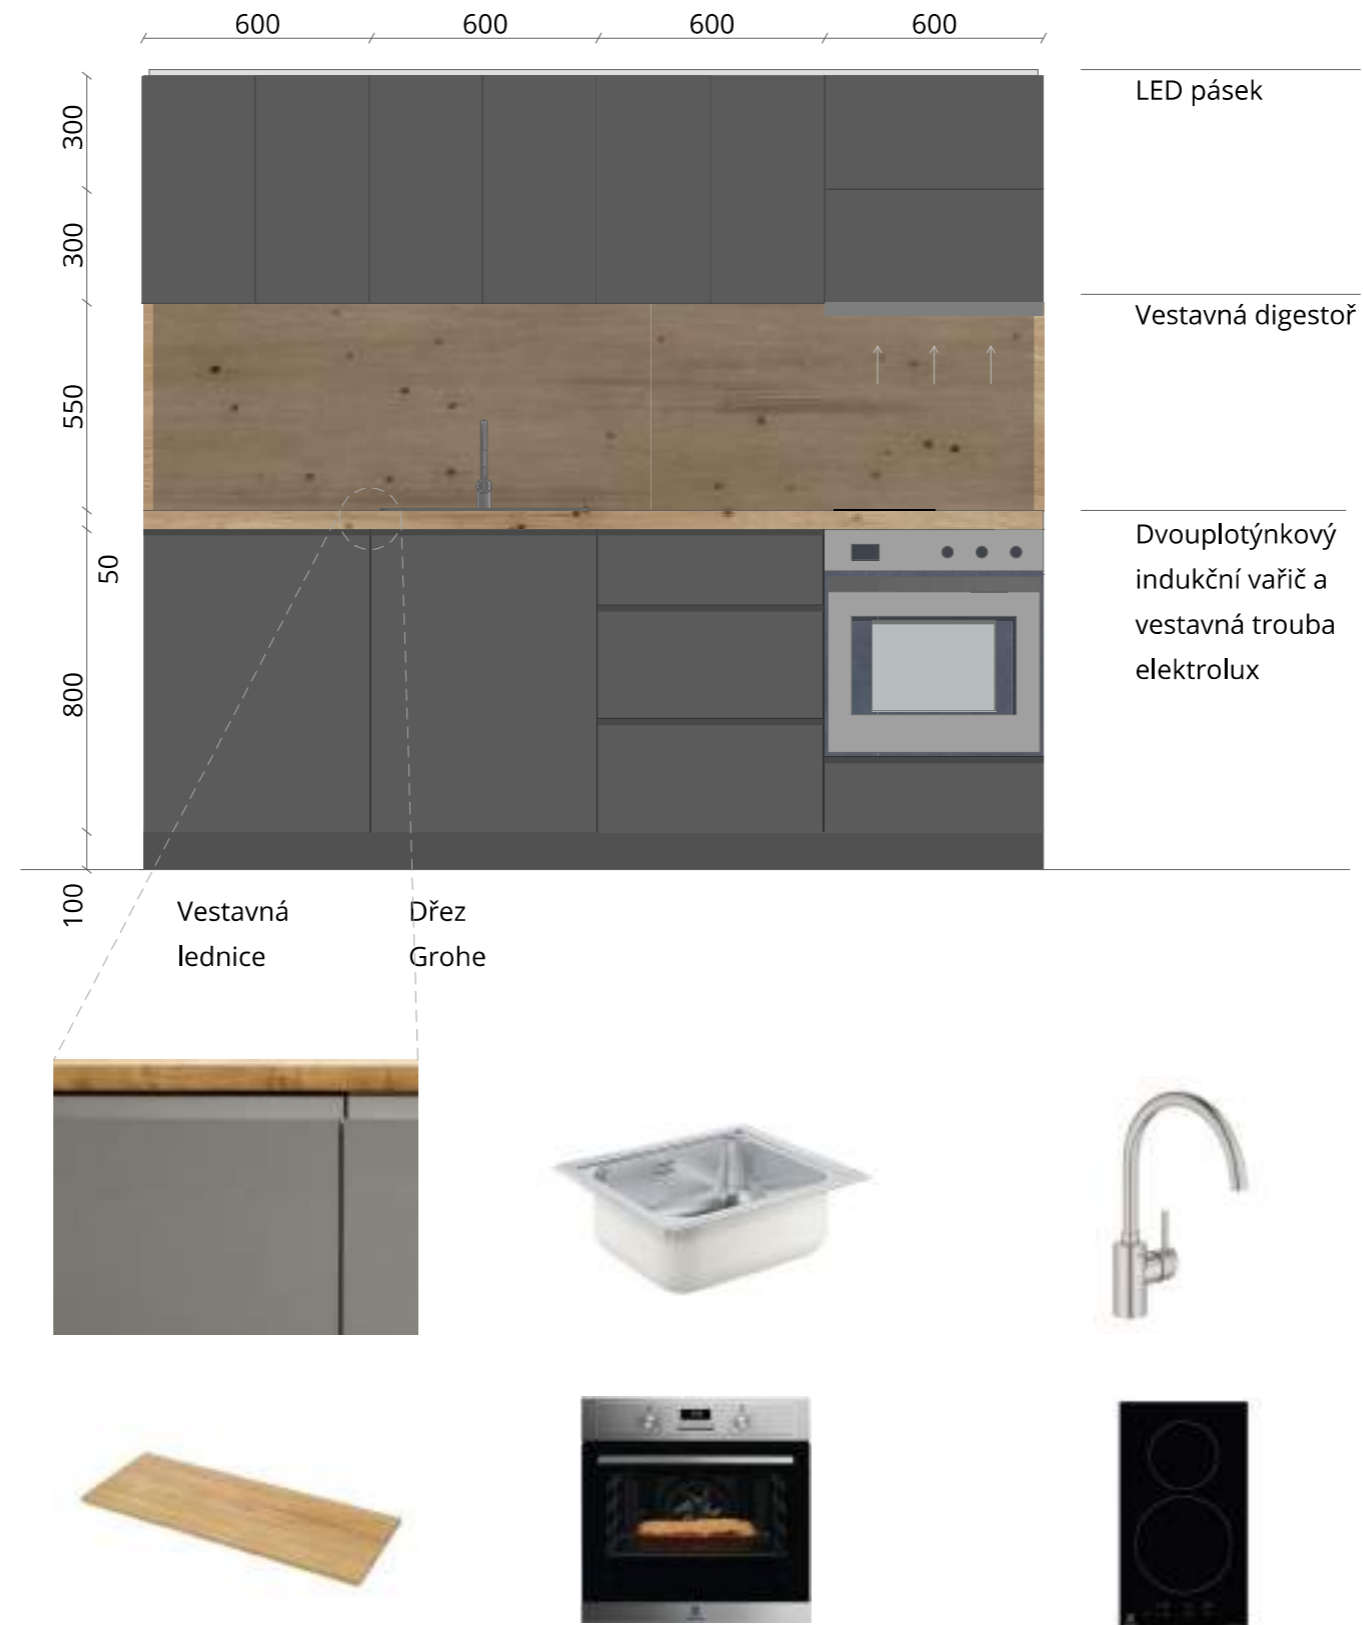 600 600 600 600
LED pásek
300
300
Vestavná digestoř
550
Dvouplotýnkový
indukční vařič a
vestavná trouba
elektrolux
50
800
100
Vestavná
lednice
Dřez
Grohe